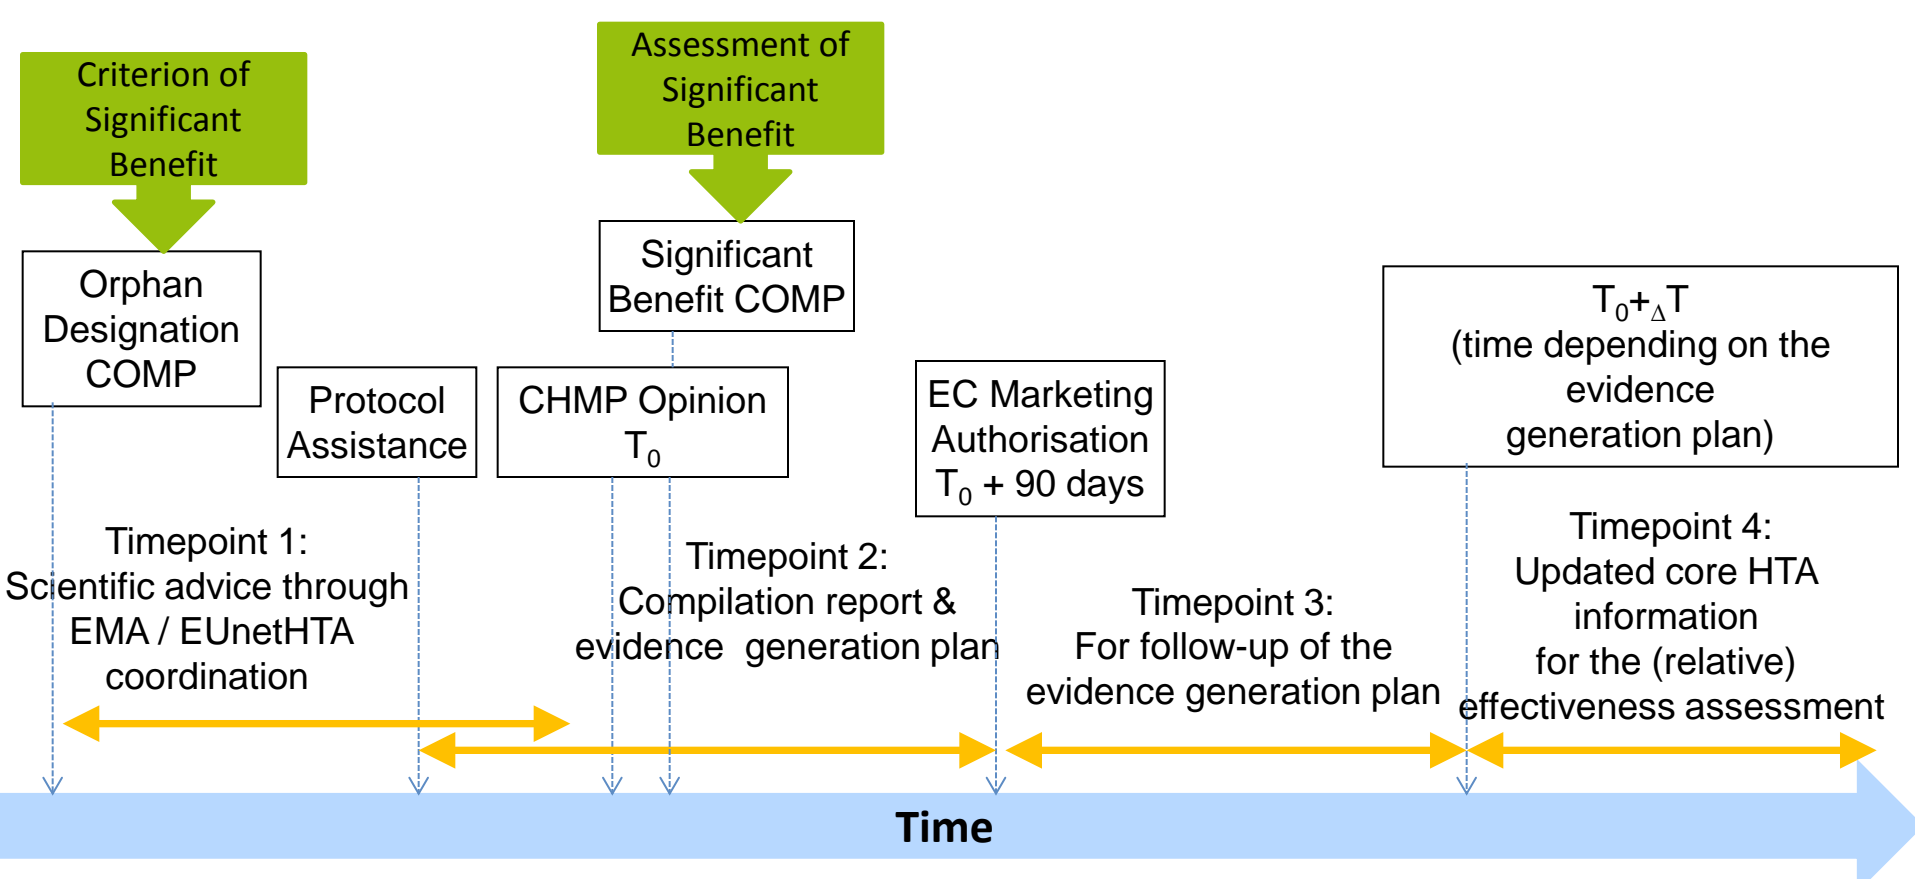 Criterion of
Significant
Benefit
Assessment of
Significant
Benefit
Orphan
Designation
COMP
Protocol
Assistance
Significant
Benefit COMP
CHMP Opinion
T₀
EC Marketing
Authorisation
T₀ + 90 days
T₀+ΔT
(time depending on the
evidence
generation plan)
Timepoint 1:
Scientific advice through
EMA / EUnetHTA
coordination
Timepoint 2:
Compilation report &
evidence generation plan
Timepoint 3:
For follow-up of the
evidence generation plan
Timepoint 4:
Updated core HTA
information
for the (relative)
effectiveness assessment
Time